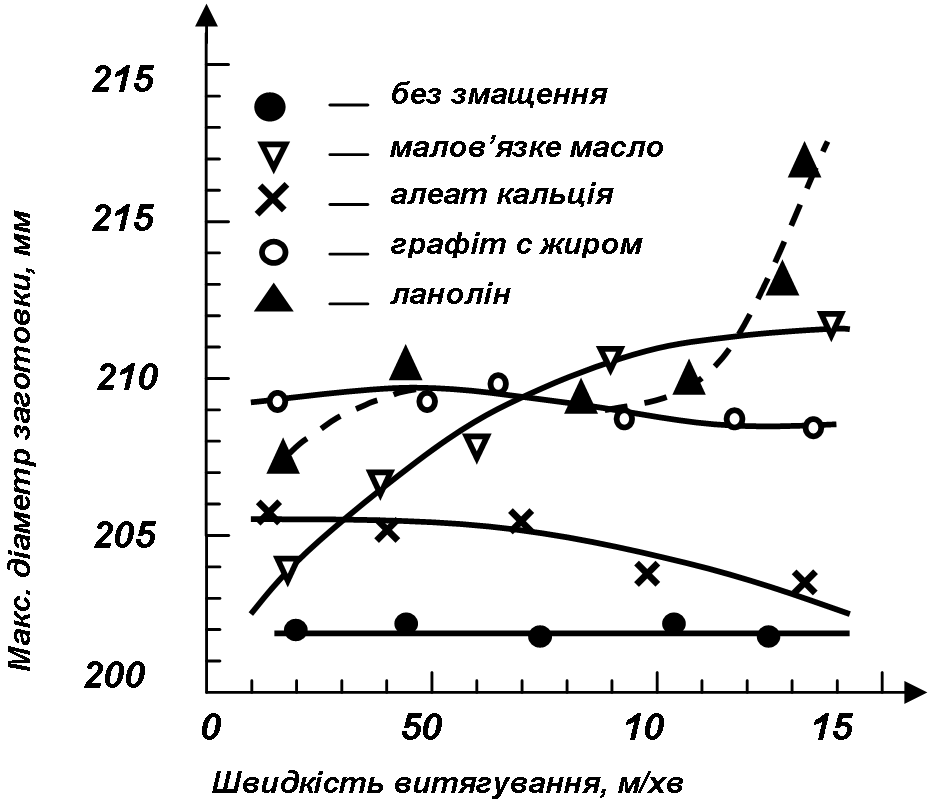 215
215
210
205
200
Макс. діаметр заготовки, мм
— без змащення
— малов’язке масло
— алеат кальція
— графіт с жиром
— ланолін
0 50 10 15
Швидкість витягування, м/хв